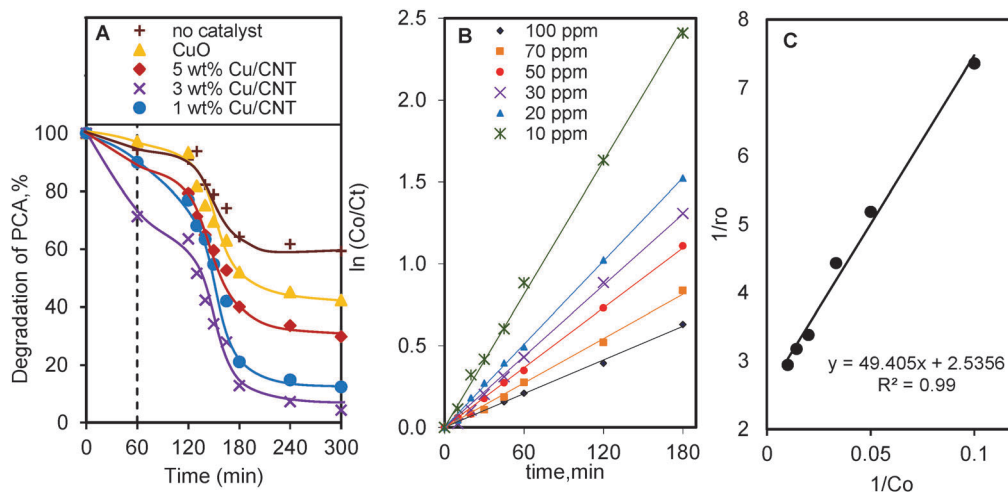 A
no catalyst
CuO
5 wt% Cu/CNT
3 wt% Cu/CNT
1 wt% Cu/CNT
Degradation of PCA,%
100
80
60
40
20
0
0
60
120
180
240
300
Time (min)
B
100 ppm
70 ppm
50 ppm
30 ppm
20 ppm
10 ppm
ln (Co/Ct)
2.5
2.0
1.5
1.0
0.5
0.0
0
60
120
180
time,min
C
1/ro
8
7
6
5
4
3
2
y = 49.405x + 2.5356
R² = 0.99
0
0.05
0.1
1/Co